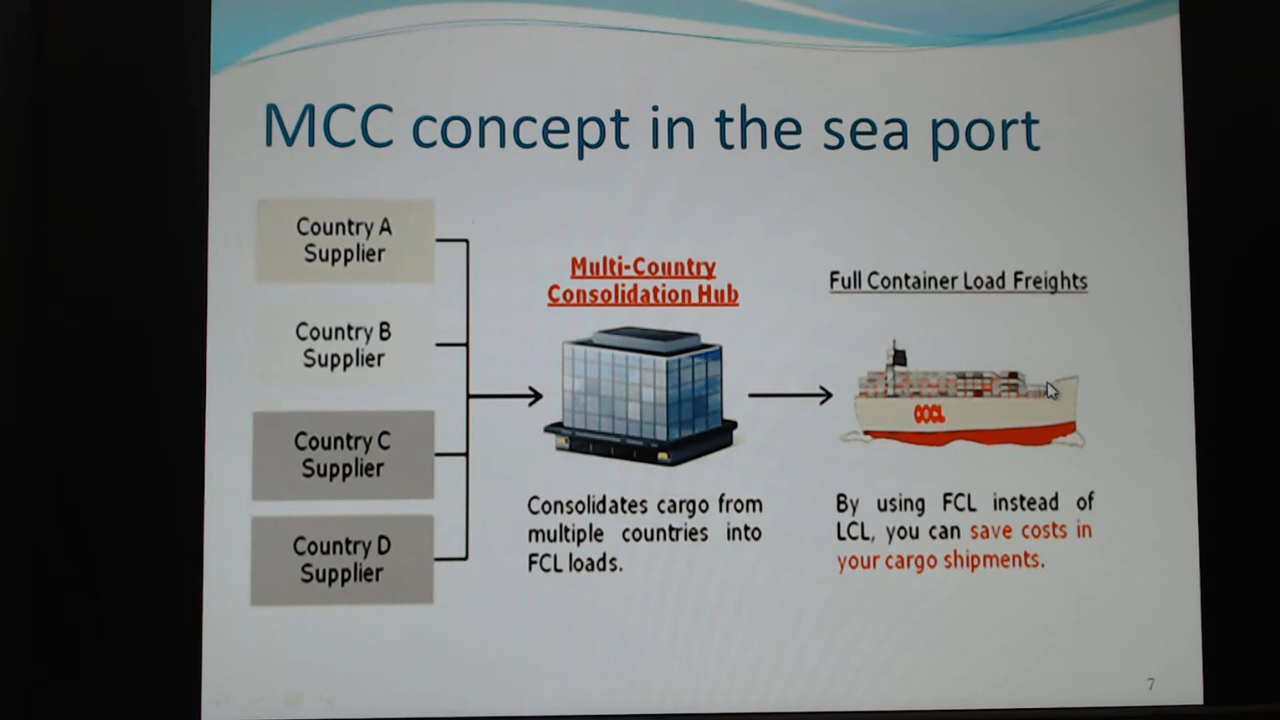 MCC concept in the sea port
Country A
Supplier
Country B
Supplier
Country C
Supplier
Country D
Supplier
Multi-Country
Consolidation Hub
Consolidates cargo from
multiple countries into
FCL loads.
Full Container Load Freights
OOCL
By using FCL instead of
LCL, you can save costs in
your cargo shipments.
7